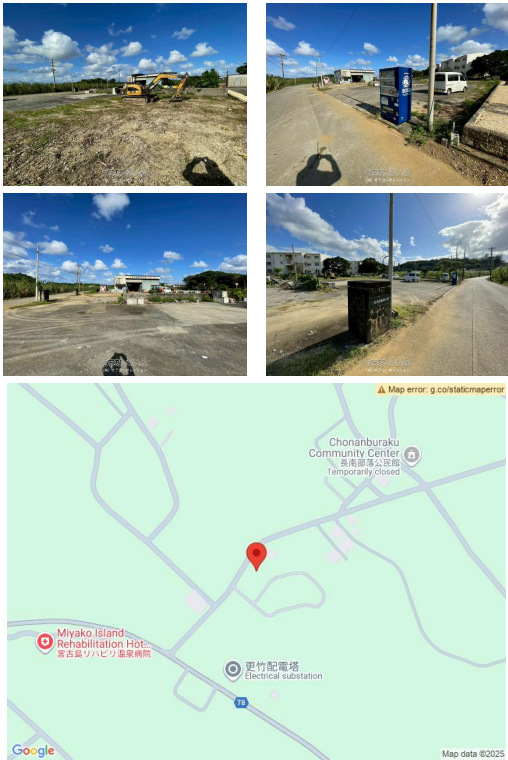 Map error: g.co/staticmaperror
Chonanburaku
Community Center
長南部落公民館
Temporarily closed
Miyako Island
Rehabilitation Hot...
宮古島リハビリ温泉病院
更竹配電塔
Electrical substation
78
Google
Map data ©2025